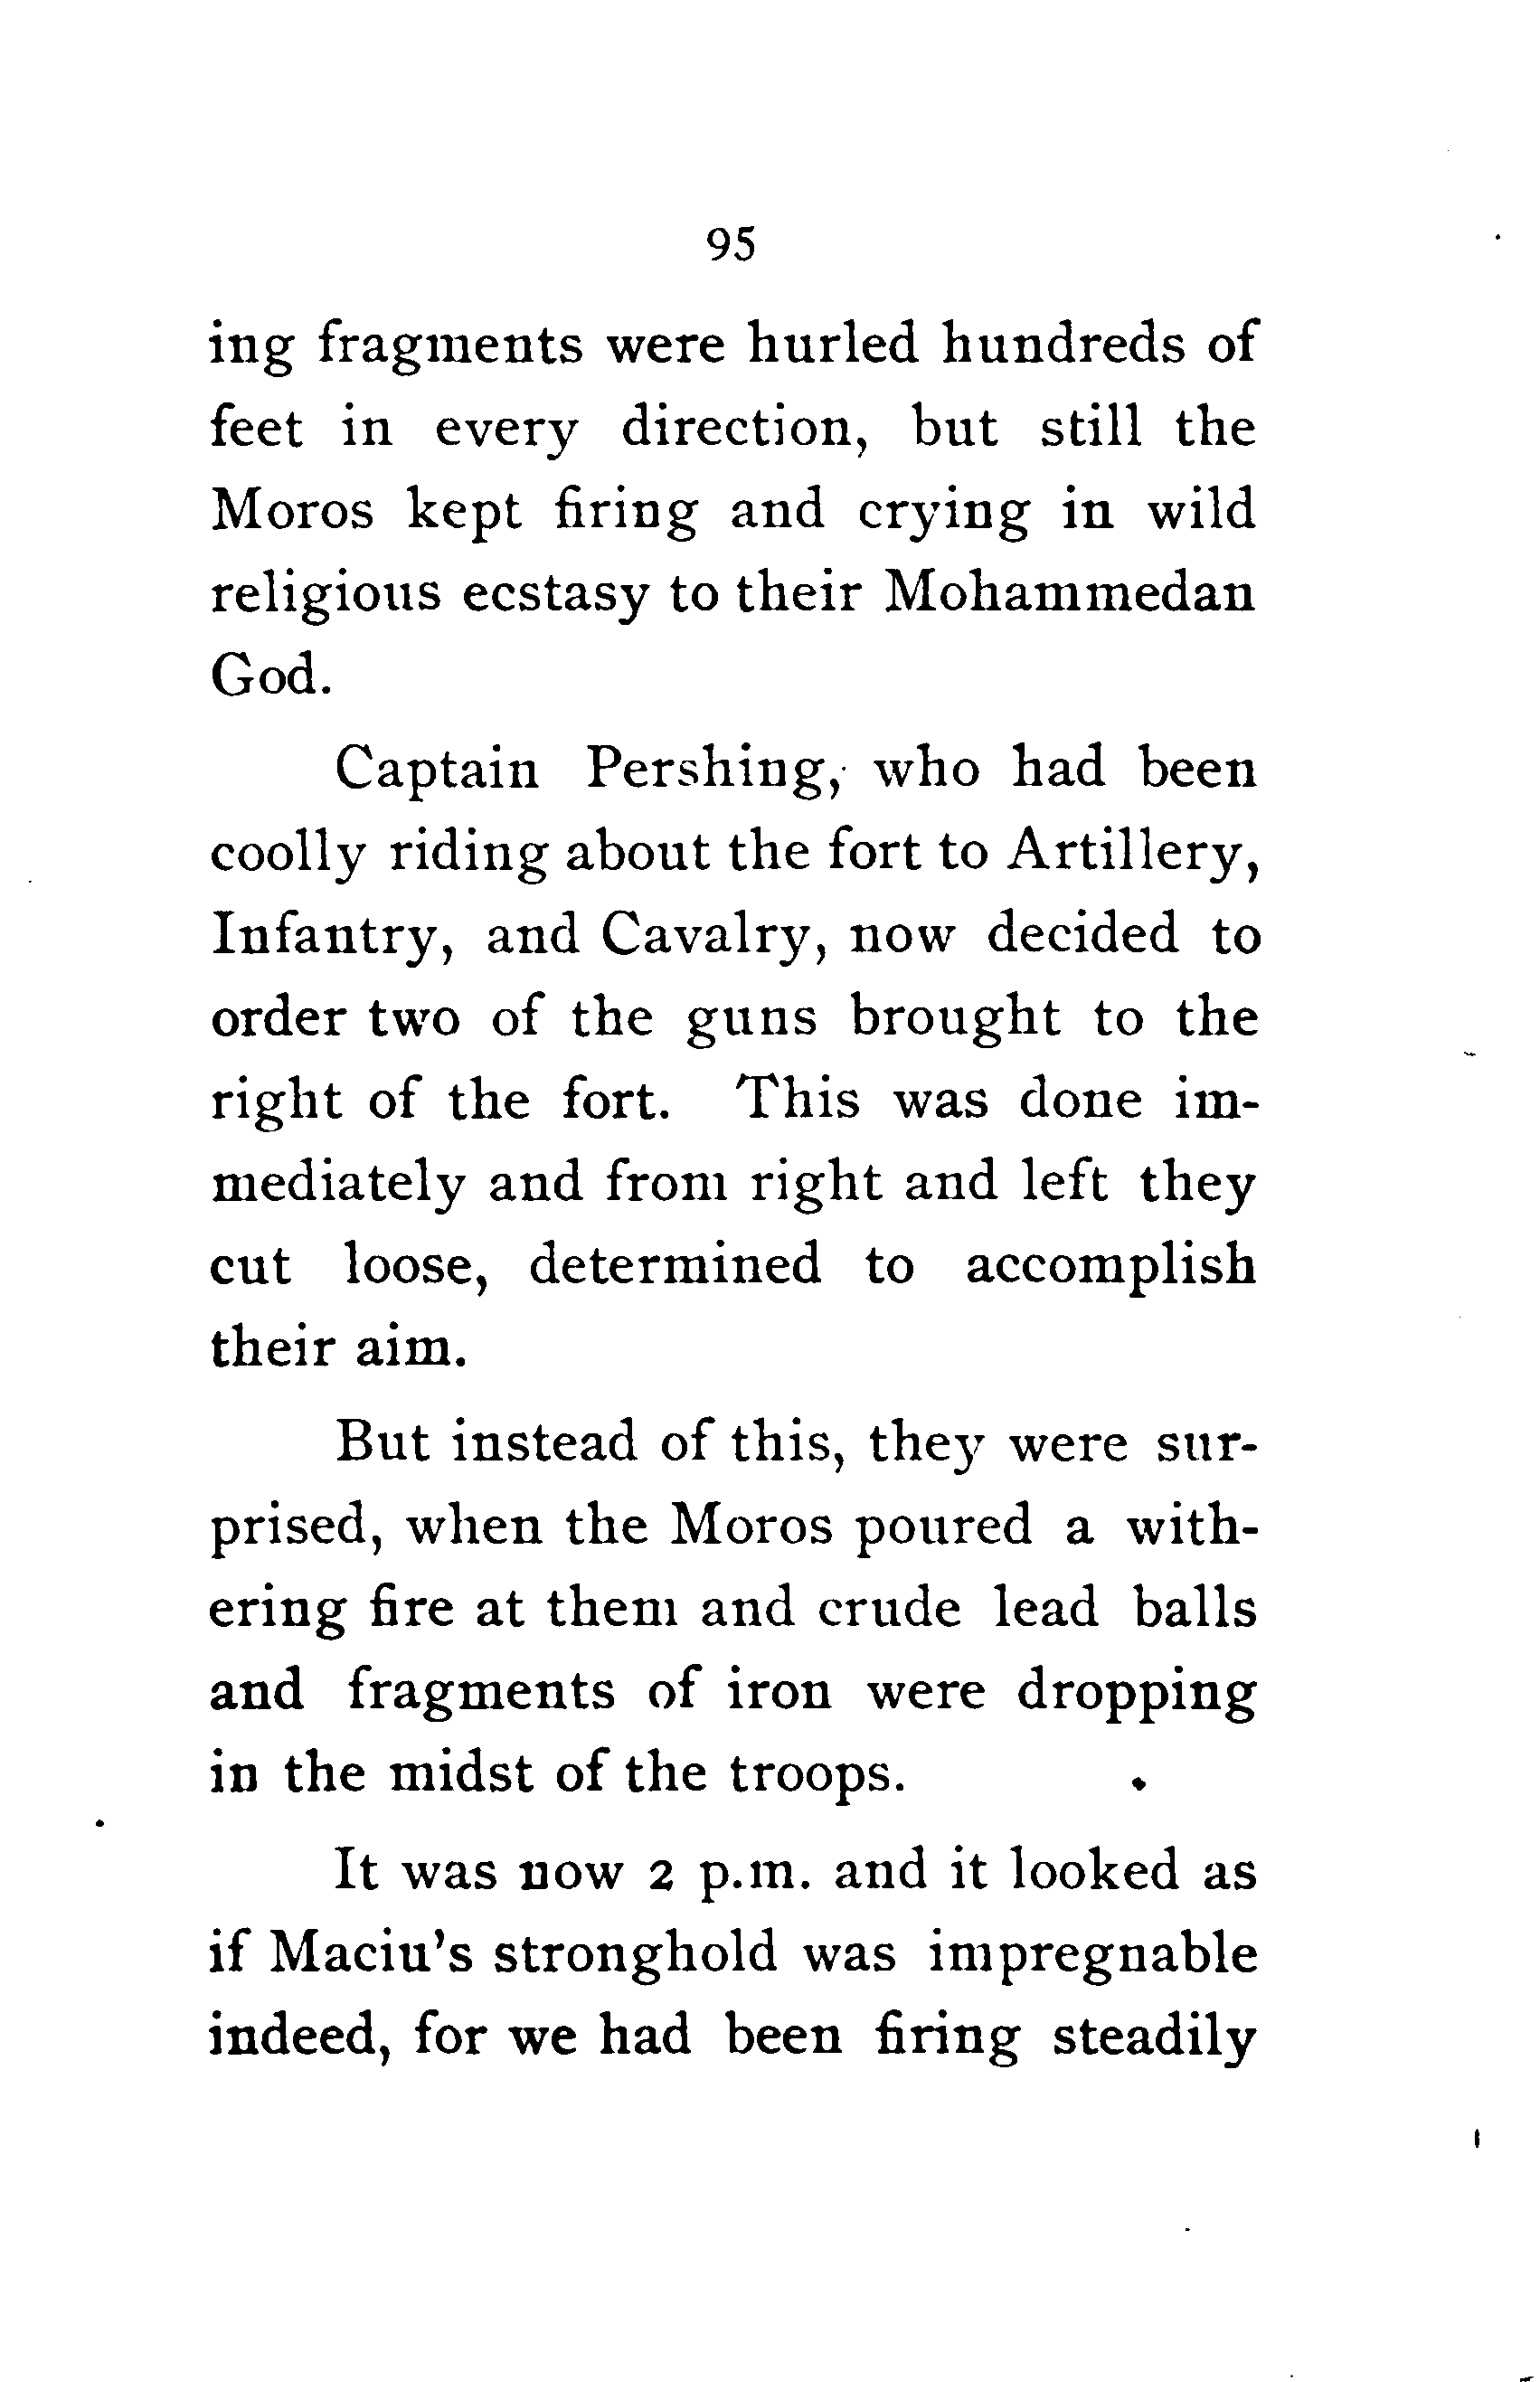 95
ing fragments were hurled hundreds of
feet in every direction, but still the
Moros kept firing and crying in wild
religious ecstasy to their Mohammedan
God.
Captain Pershing, who had been
coolly riding about the fort to Artillery,
Infantry, and Cavalry, now decided to
order two of the guns brought to the
right of the fort. This was done im-
mediately and from right and left they
cut loose, determined to accomplish
their aim.
But instead of this, they were sur-
prised, when the Moros poured a with-
ering fire at them and crude lead balls
and fragments of iron were dropping
in the midst of the troops.
It was now 2 p.m. and it looked as
if Maciu's stronghold was impregnable
indeed, for we had been firing steadily